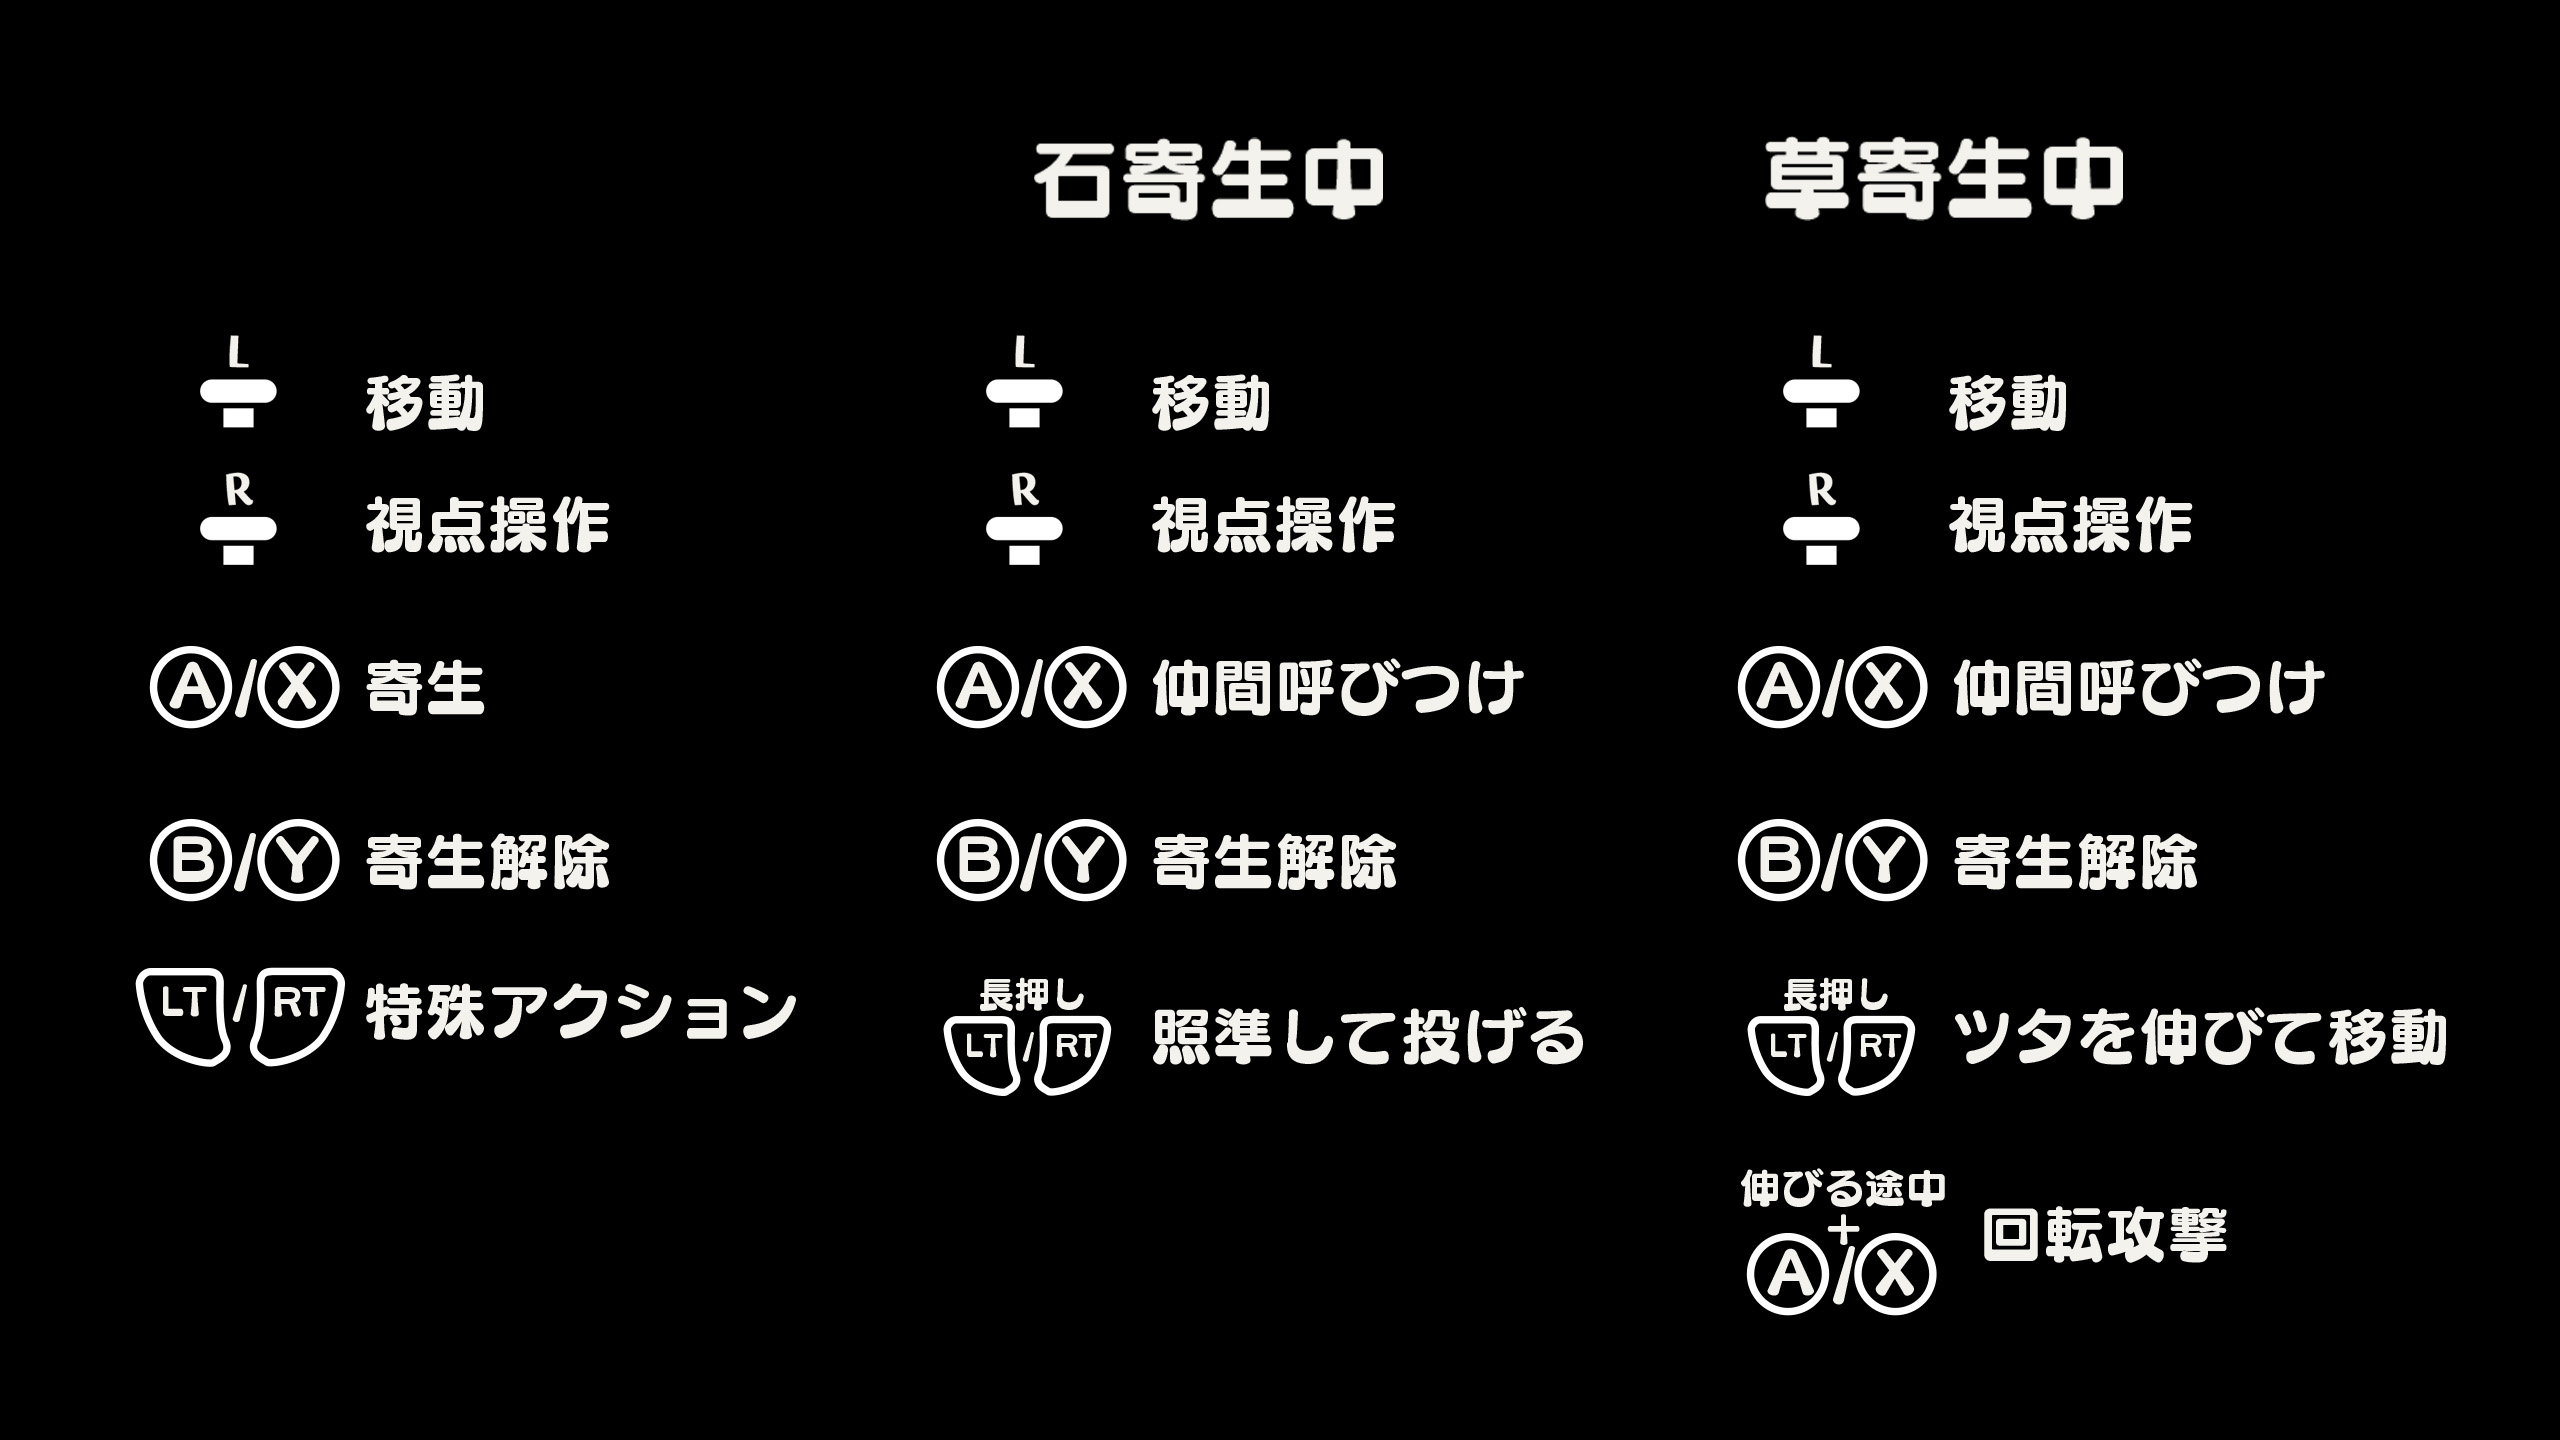 石寄生中
草寄生中
L 移動
R 視点操作
A/X 寄生
B/Y 寄生解除
LT/RT 特殊アクション
L 移動
R 視点操作
A/X 仲間呼びつけ
B/Y 寄生解除
長押し
LT/RT 照準して投げる
L 移動
R 視点操作
A/X 仲間呼びつけ
B/Y 寄生解除
長押し
LT/RT ツタを伸びて移動
伸びる途中
+
A/X 回転攻撃